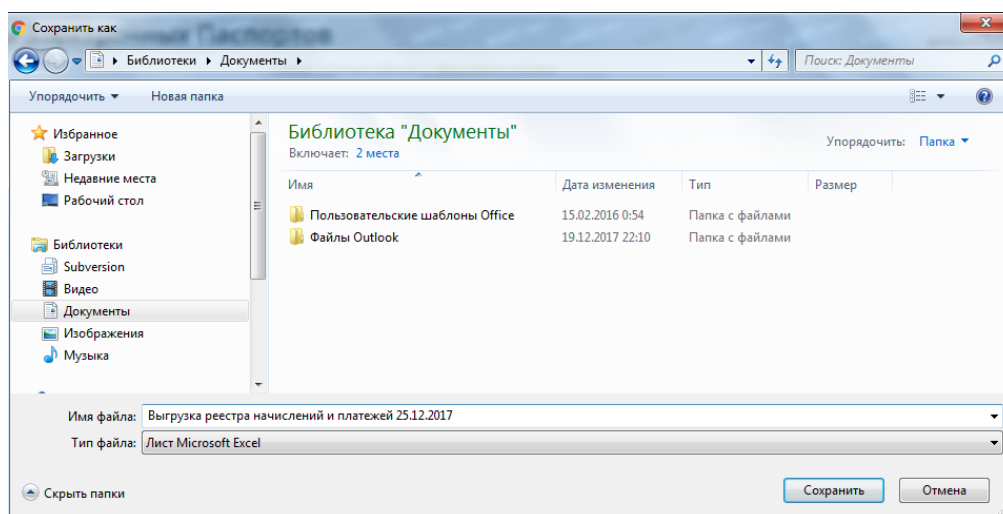 Сохранить как
Библиотеки Документы
Поиск: Документы
Упорядочить Новая папка
Избранное
Загрузки
Недавние места
Рабочий стол
Библиотеки
Subversion
Видео
Документы
Изображения
Музыка
Библиотека "Документы"
Включает: 2 места
Упорядочить: Папка
Имя Дата изменения Тип Размер
Пользовательские шаблоны Office 15.02.2016 0:54 Папка с файлами
Файлы Outlook 19.12.2017 22:10 Папка с файлами
Имя файла: Выгрузка реестра начислений и платежей 25.12.2017
Тип файла: Лист Microsoft Excel
Скрыть папки
Сохранить Отмена